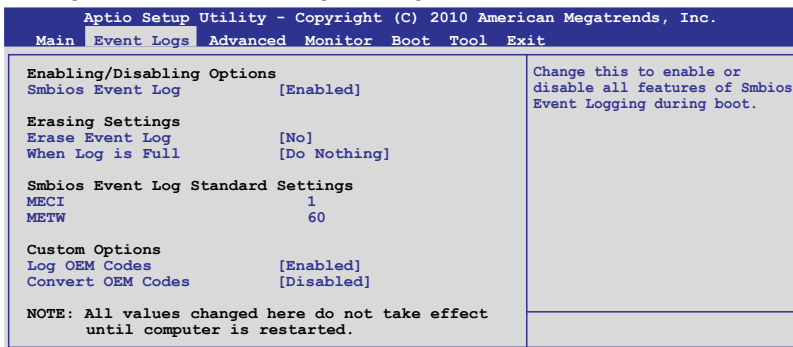 Aptio Setup Utility - Copyright (C) 2010 American Megatrends, Inc.
Main Event Logs Advanced Monitor Boot Tool Exit
Enabling/Disabling Options
Smbios Event Log [Enabled]
Erasing Settings
Erase Event Log [No]
When Log is Full [Do Nothing]
Smbios Event Log Standard Settings
MECI 1
METW 60
Custom Options
Log OEM Codes [Enabled]
Convert OEM Codes [Disabled]
NOTE: All values changed here do not take effect
until computer is restarted.
Change this to enable or
disable all features of Smbios
Event Logging during boot.